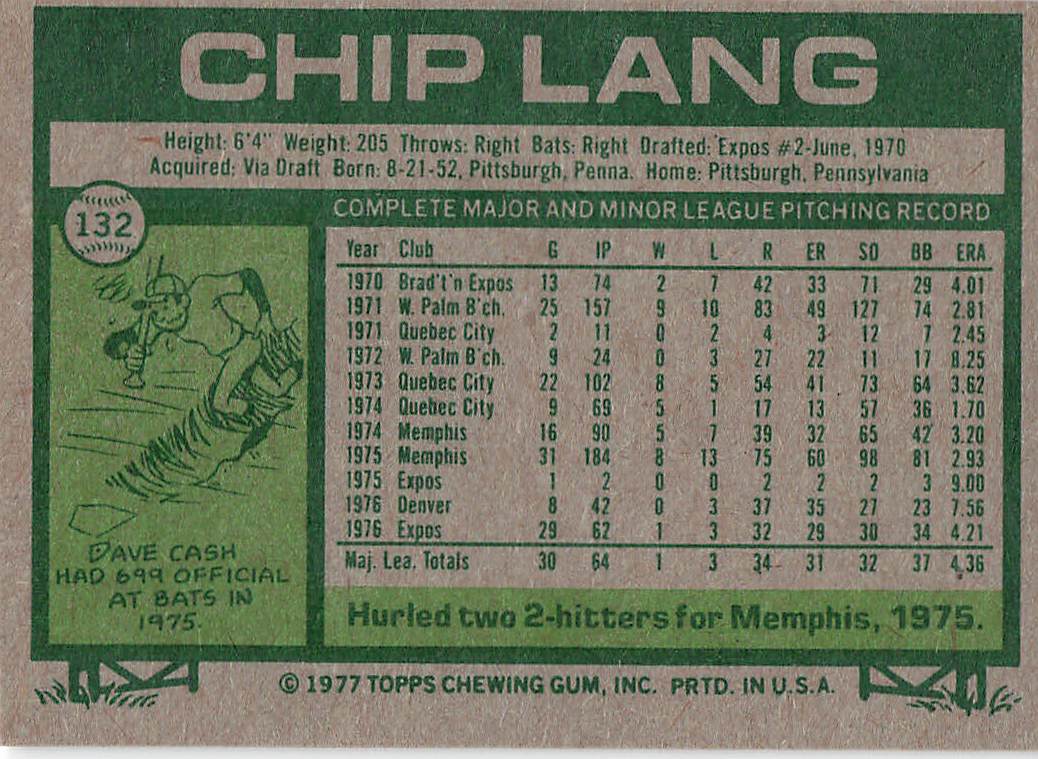 CHIP LANG
Height: 6'4" Weight: 205 Throws: Right Bats: Right Drafted: Expos #2-June, 1970
Acquired: Via Draft Born: 8-21-52, Pittsburgh, Penna. Home: Pittsburgh, Pennsylvania
132
COMPLETE MAJOR AND MINOR LEAGUE PITCHING RECORD
Year Club G IP W L R ER SO BB ERA
1970 Brad't'n Expos 13 74 2 7 42 33 71 29 4.01
1971 W. Palm B'ch. 25 157 9 10 83 49 127 74 2.81
1971 Quebec City 2 11 0 2 4 3 12 7 2.45
1972 W. Palm B'ch. 9 24 0 3 27 22 11 17 8.25
1973 Quebec City 22 102 8 5 54 41 73 64 3.62
1974 Quebec City 9 69 5 1 17 13 57 36 1.70
1974 Memphis 16 90 5 7 39 32 65 42 3.20
1975 Memphis 31 184 8 13 75 60 98 81 2.93
1975 Expos 1 2 0 0 2 2 2 3 9.00
1976 Denver 8 42 0 3 37 35 27 23 7.56
1976 Expos 29 62 1 3 32 29 30 34 4.21
Maj. Lea. Totals 30 64 1 3 34 31 32 37 4.36
DAVE CASH
HAD 699 OFFICIAL
AT BATS IN
1975.
Hurled two 2-hitters for Memphis, 1975.
© 1977 TOPPS CHEWING GUM, INC. PRTD. IN U.S.A.